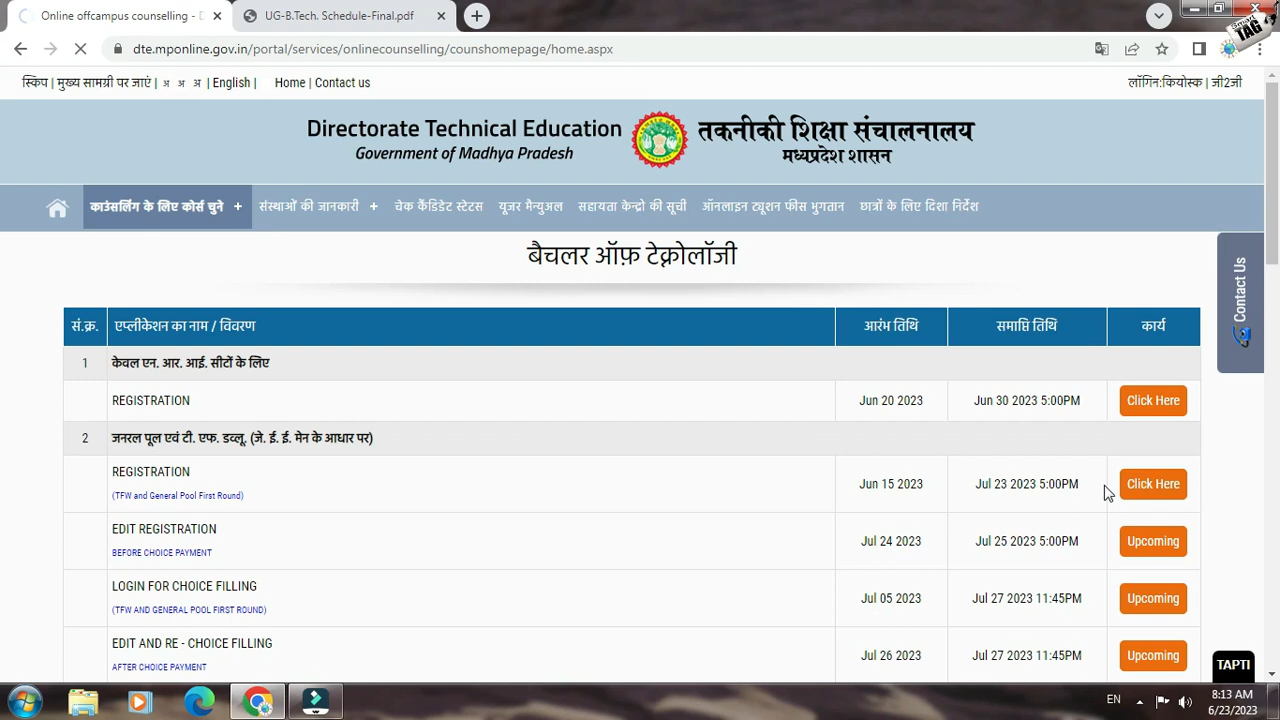 Online offcampus counselling - D
UG-B.Tech. Schedule-Final.pdf
Smart TAG
dte.mponline.gov.in/portal/services/onlinecounselling/counshomepage/home.aspx
स्किप | मुख्य सामग्री पर जाएं | अ अ अ | English | Home | Contact us
लॉगिन:कियोस्क | जी2जी
Directorate Technical Education
Government of Madhya Pradesh
तकनीकी शिक्षा संचालनालय
मध्यप्रदेश शासन
काउंसलिंग के लिए कोर्स चुने + संस्थाओं की जानकारी + चेक कैंडिडेट स्टेटस यूजर मैन्युअल सहायता केन्द्रो की सूची ऑनलाइन ट्यूशन फीस भुगतान छात्रों के लिए दिशा निर्देश
बैचलर ऑफ़ टेक्नोलॉजी
Contact Us
सं.क्र. एप्लीकेशन का नाम / विवरण आरंभ तिथि समाप्ति तिथि कार्य
1 केवल एन. आर. आई. सीटों के लिए
REGISTRATION Jun 20 2023 Jun 30 2023 5:00PM Click Here
2 जनरल पूल एवं टी. एफ. डव्लू. (जे. ई. ई. मेन के आधार पर)
REGISTRATION
(TFW and General Pool First Round)
Jun 15 2023 Jul 23 2023 5:00PM Click Here
EDIT REGISTRATION
BEFORE CHOICE PAYMENT
Jul 24 2023 Jul 25 2023 5:00PM Upcoming
LOGIN FOR CHOICE FILLING
(TFW AND GENERAL POOL FIRST ROUND)
Jul 05 2023 Jul 27 2023 11:45PM Upcoming
EDIT AND RE - CHOICE FILLING
AFTER CHOICE PAYMENT
Jul 26 2023 Jul 27 2023 11:45PM Upcoming
TAPTI
EN
8:13 AM
6/23/2023